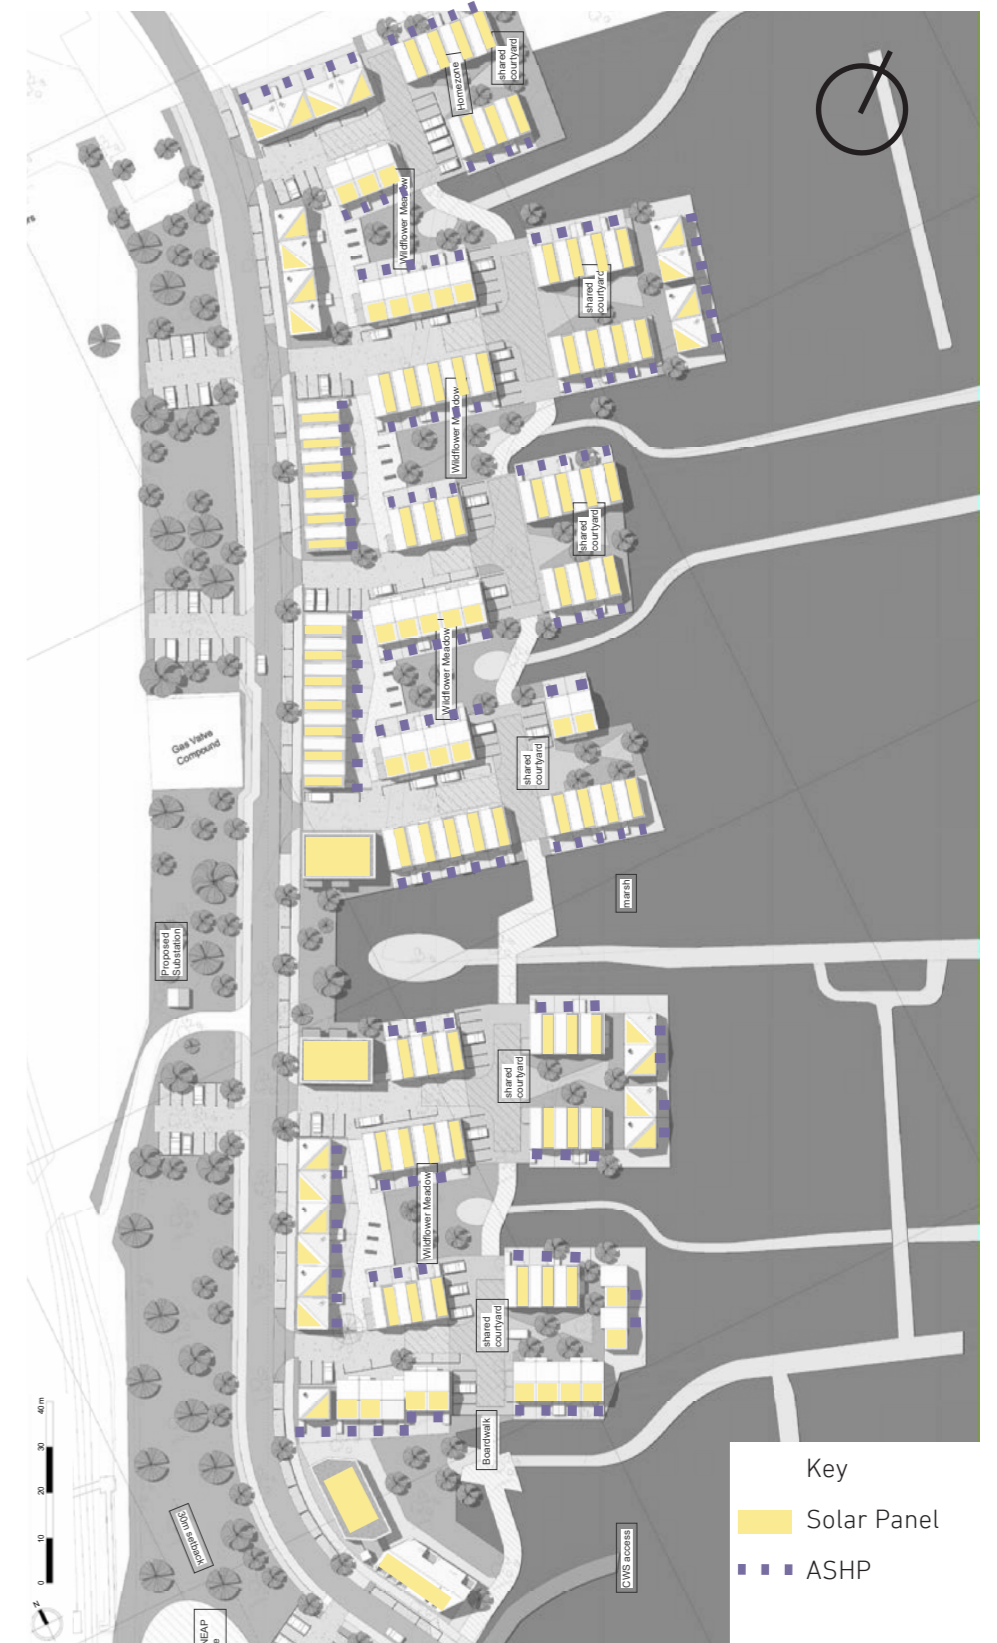 Homezone
shared
courtyard
Wildflower Meadow
shared
courtyard
Wildflower Meadow
shared
courtyard
Wildflower Meadow
Gas Valve
Compound
shared
courtyard
marsh
Proposed
Substation
shared
courtyard
Wildflower Meadow
shared
courtyard
Boardwalk
30m setback
CWS access
0 10 20 30 40 m
N
Key
Solar Panel
ASHP